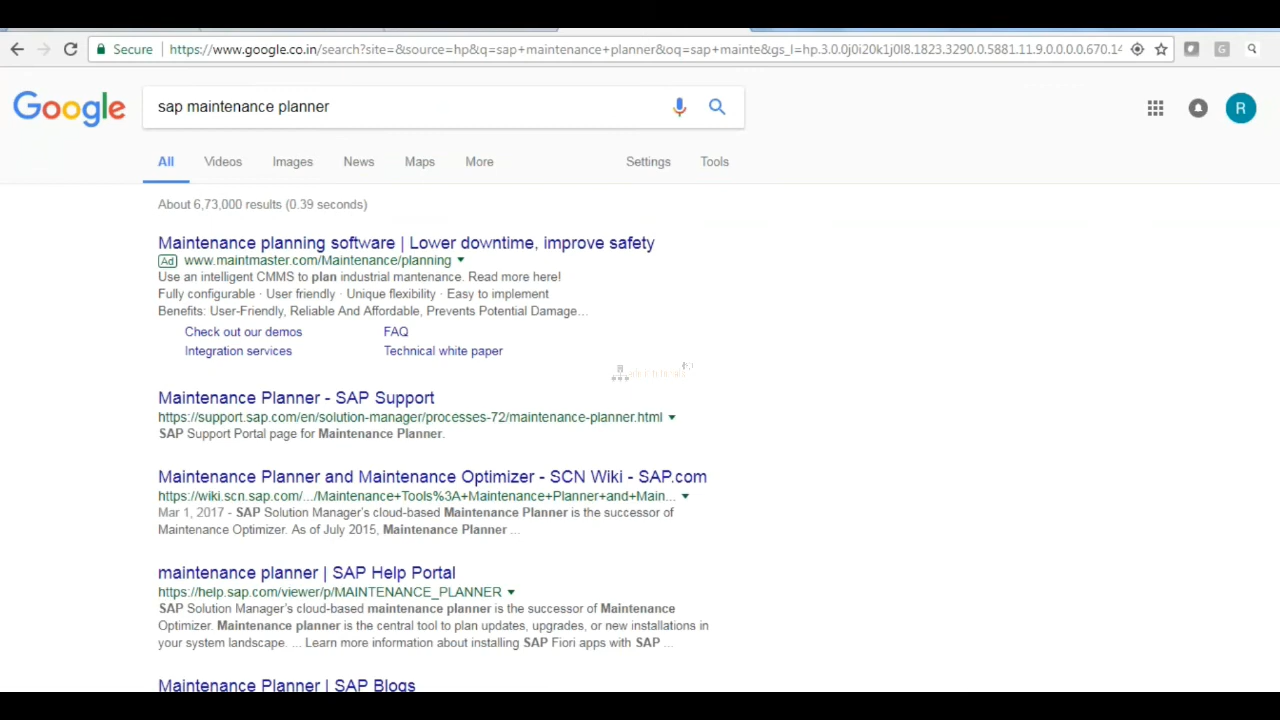 Secure
https://www.google.co.in/search?site=&source=hp&q=sap+maintenance+planner&oq=sap+mainte&gs_l=hp.3.0.0j0i20k1j0l8.1823.3290.0.5881.11.9.0.0.0.0.670.14
Google
sap maintenance planner
R
All Videos Images News Maps More Settings Tools
About 6,73,000 results (0.39 seconds)
Maintenance planning software | Lower downtime, improve safety
Ad www.maintmaster.com/Maintenance/planning
Use an intelligent CMMS to plan industrial mantenance. Read more here!
Fully configurable · User friendly · Unique flexibility · Easy to implement
Benefits: User-Friendly, Reliable And Affordable, Prevents Potential Damage...
Check out our demos FAQ
Integration services Technical white paper
Maintenance Planner - SAP Support
https://support.sap.com/en/solution-manager/processes-72/maintenance-planner.html
SAP Support Portal page for Maintenance Planner.
Maintenance Planner and Maintenance Optimizer - SCN Wiki - SAP.com
https://wiki.scn.sap.com/.../Maintenance+Tools%3A+Maintenance+Planner+and+Main...
Mar 1, 2017 - SAP Solution Manager's cloud-based Maintenance Planner is the successor of
Maintenance Optimizer. As of July 2015, Maintenance Planner ...
maintenance planner | SAP Help Portal
https://help.sap.com/viewer/p/MAINTENANCE_PLANNER
SAP Solution Manager's cloud-based maintenance planner is the successor of Maintenance
Optimizer. Maintenance planner is the central tool to plan updates, upgrades, or new installations in
your system landscape. ... Learn more information about installing SAP Fiori apps with SAP ...
Maintenance Planner | SAP Blogs